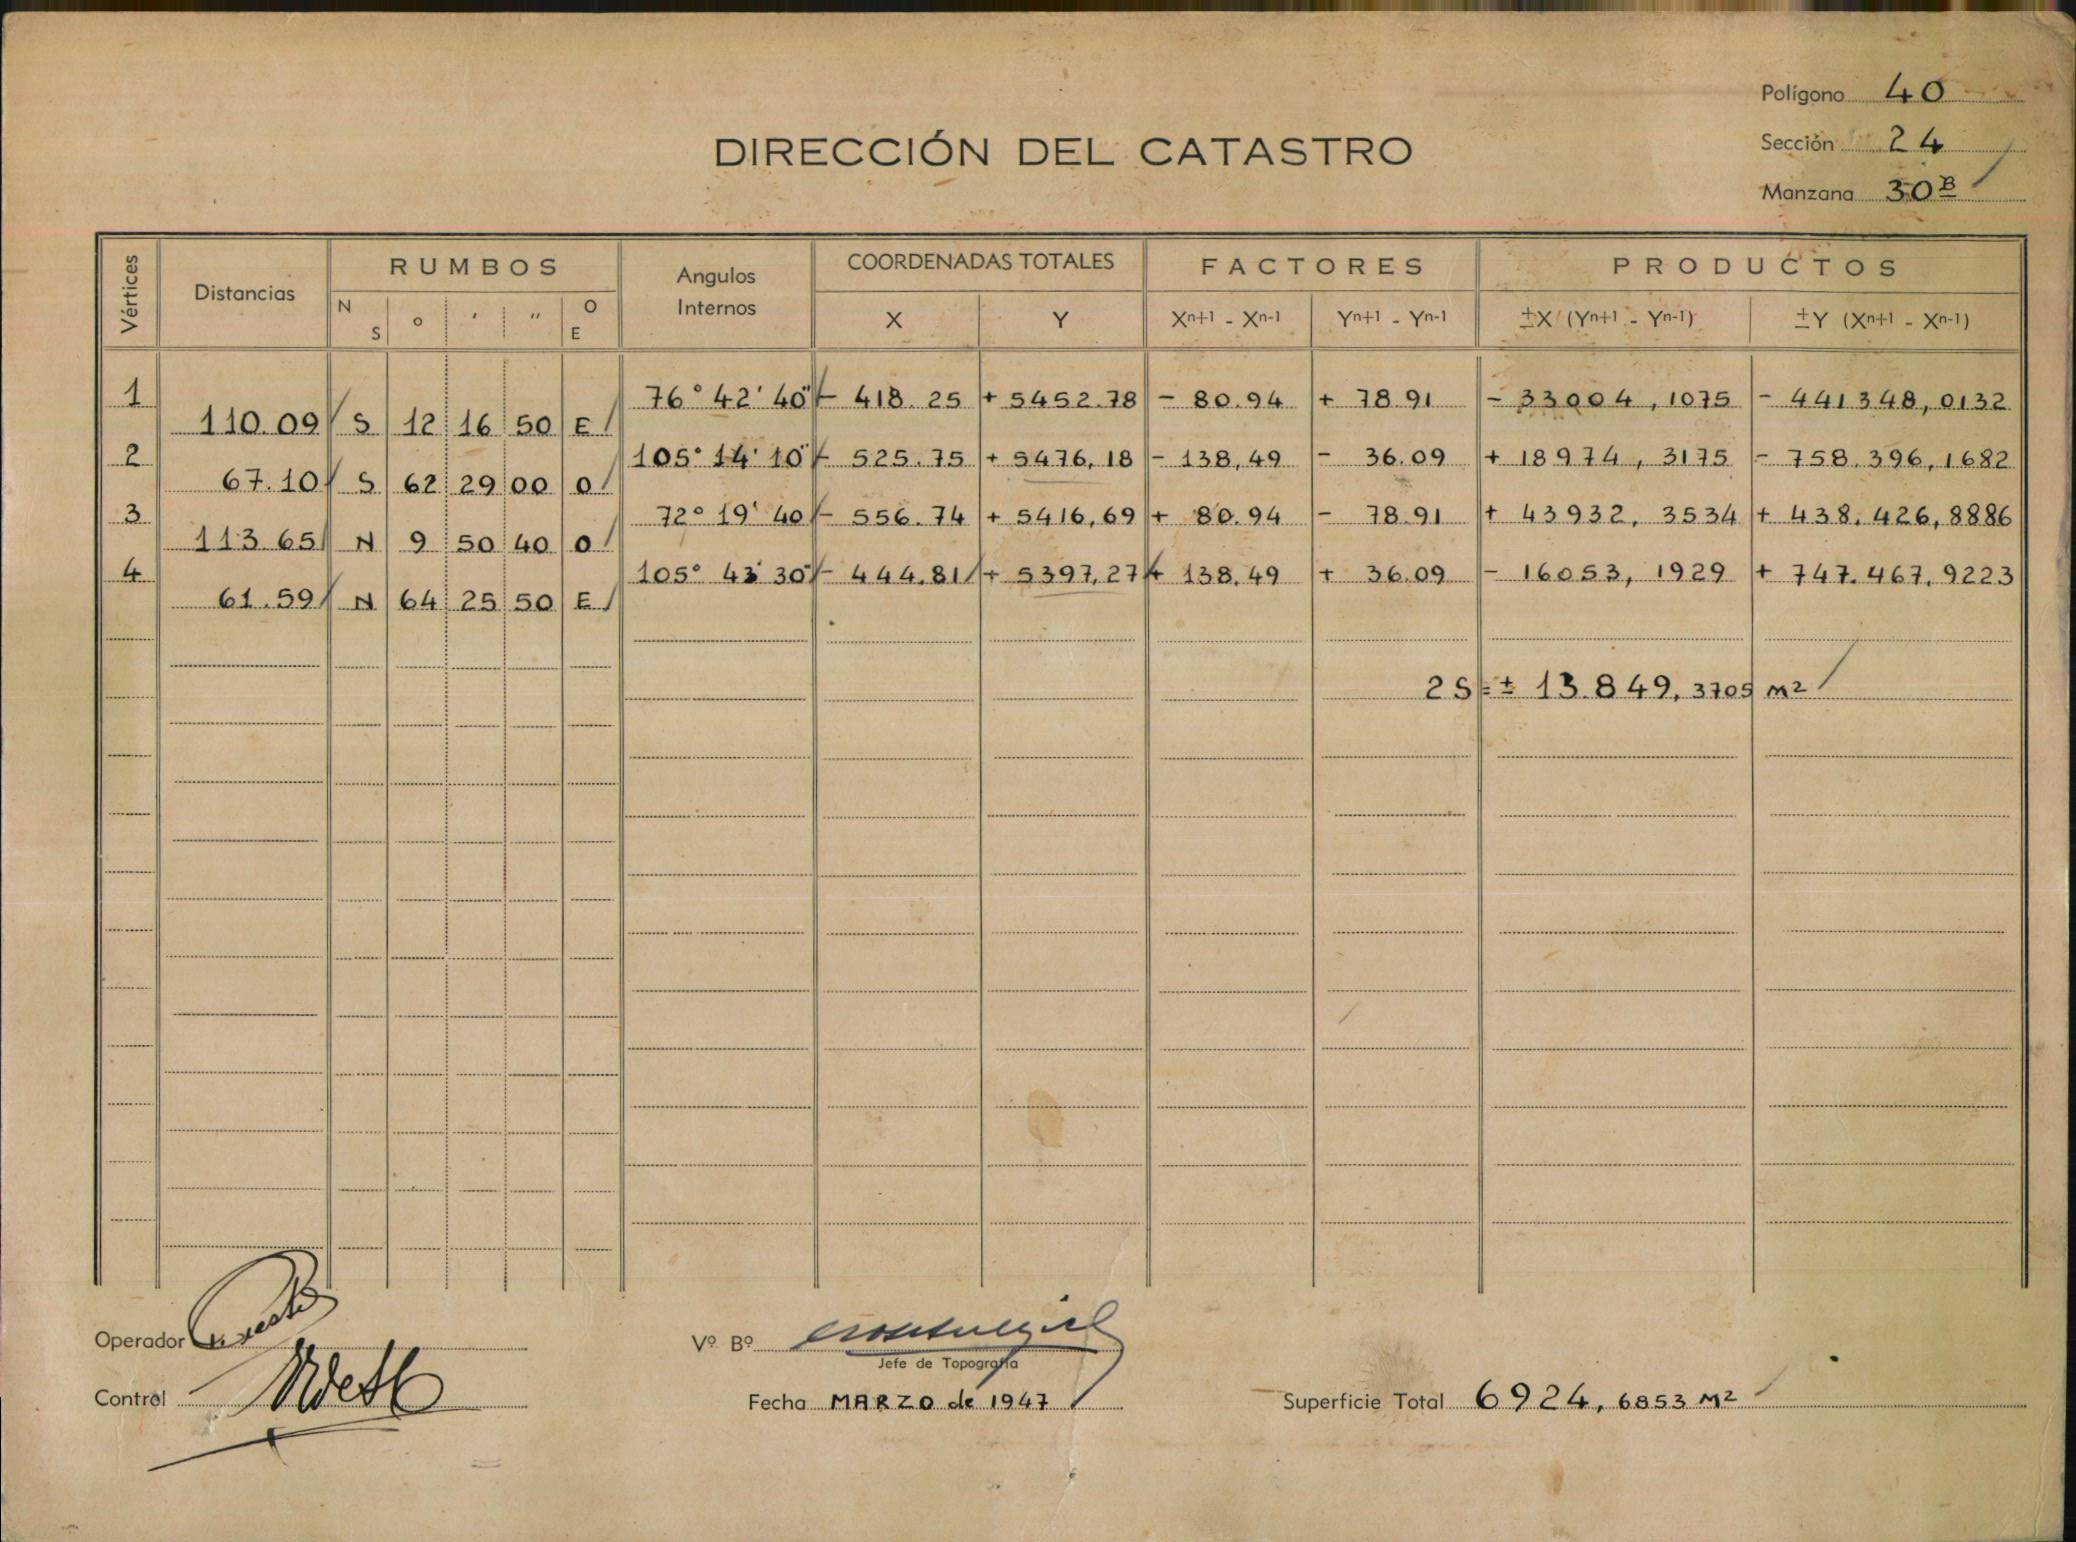 Polígono 40
DIRECCIÓN DEL CATASTRO
Sección 24
Manzana 30 B
Vértices Distancias RUMBOS Angulos Internos COORDENADAS TOTALES FACTORES PRODUCTOS
N S o ′ ″ O E X Y Xn+1 - Xn-1 Yn+1 - Yn-1 ±X (Yn+1 - Yn-1) ±Y (Xn+1 - Xn-1)
1 76° 42' 40" - 418.25 + 5452.78 - 80.94 + 78.91 - 33004,1075 - 441348,0132
110.09 S 12 16 50 E
2 105° 14' 10" - 525.75 + 5476,18 - 138,49 - 36.09 + 18974,3175 - 758.396,1682
67.10 S 62 29 00 O
3 72° 19' 40 - 556.74 + 5416,69 + 80.94 - 78.91 + 43932,3534 + 438.426,8886
113.65 N 9 50 40 O
4 105° 43' 30" - 444.81 + 5397,27 + 138,49 + 36.09 - 16053,1929 + 747.467,9223
61.59 N 64 25 50 E
2 S = ± 13.849,3705 m²
Operador
Vº Bº
Jefe de Topografía
Control
Fecha MARZO de 1947
Superficie Total 6924,6853 M²